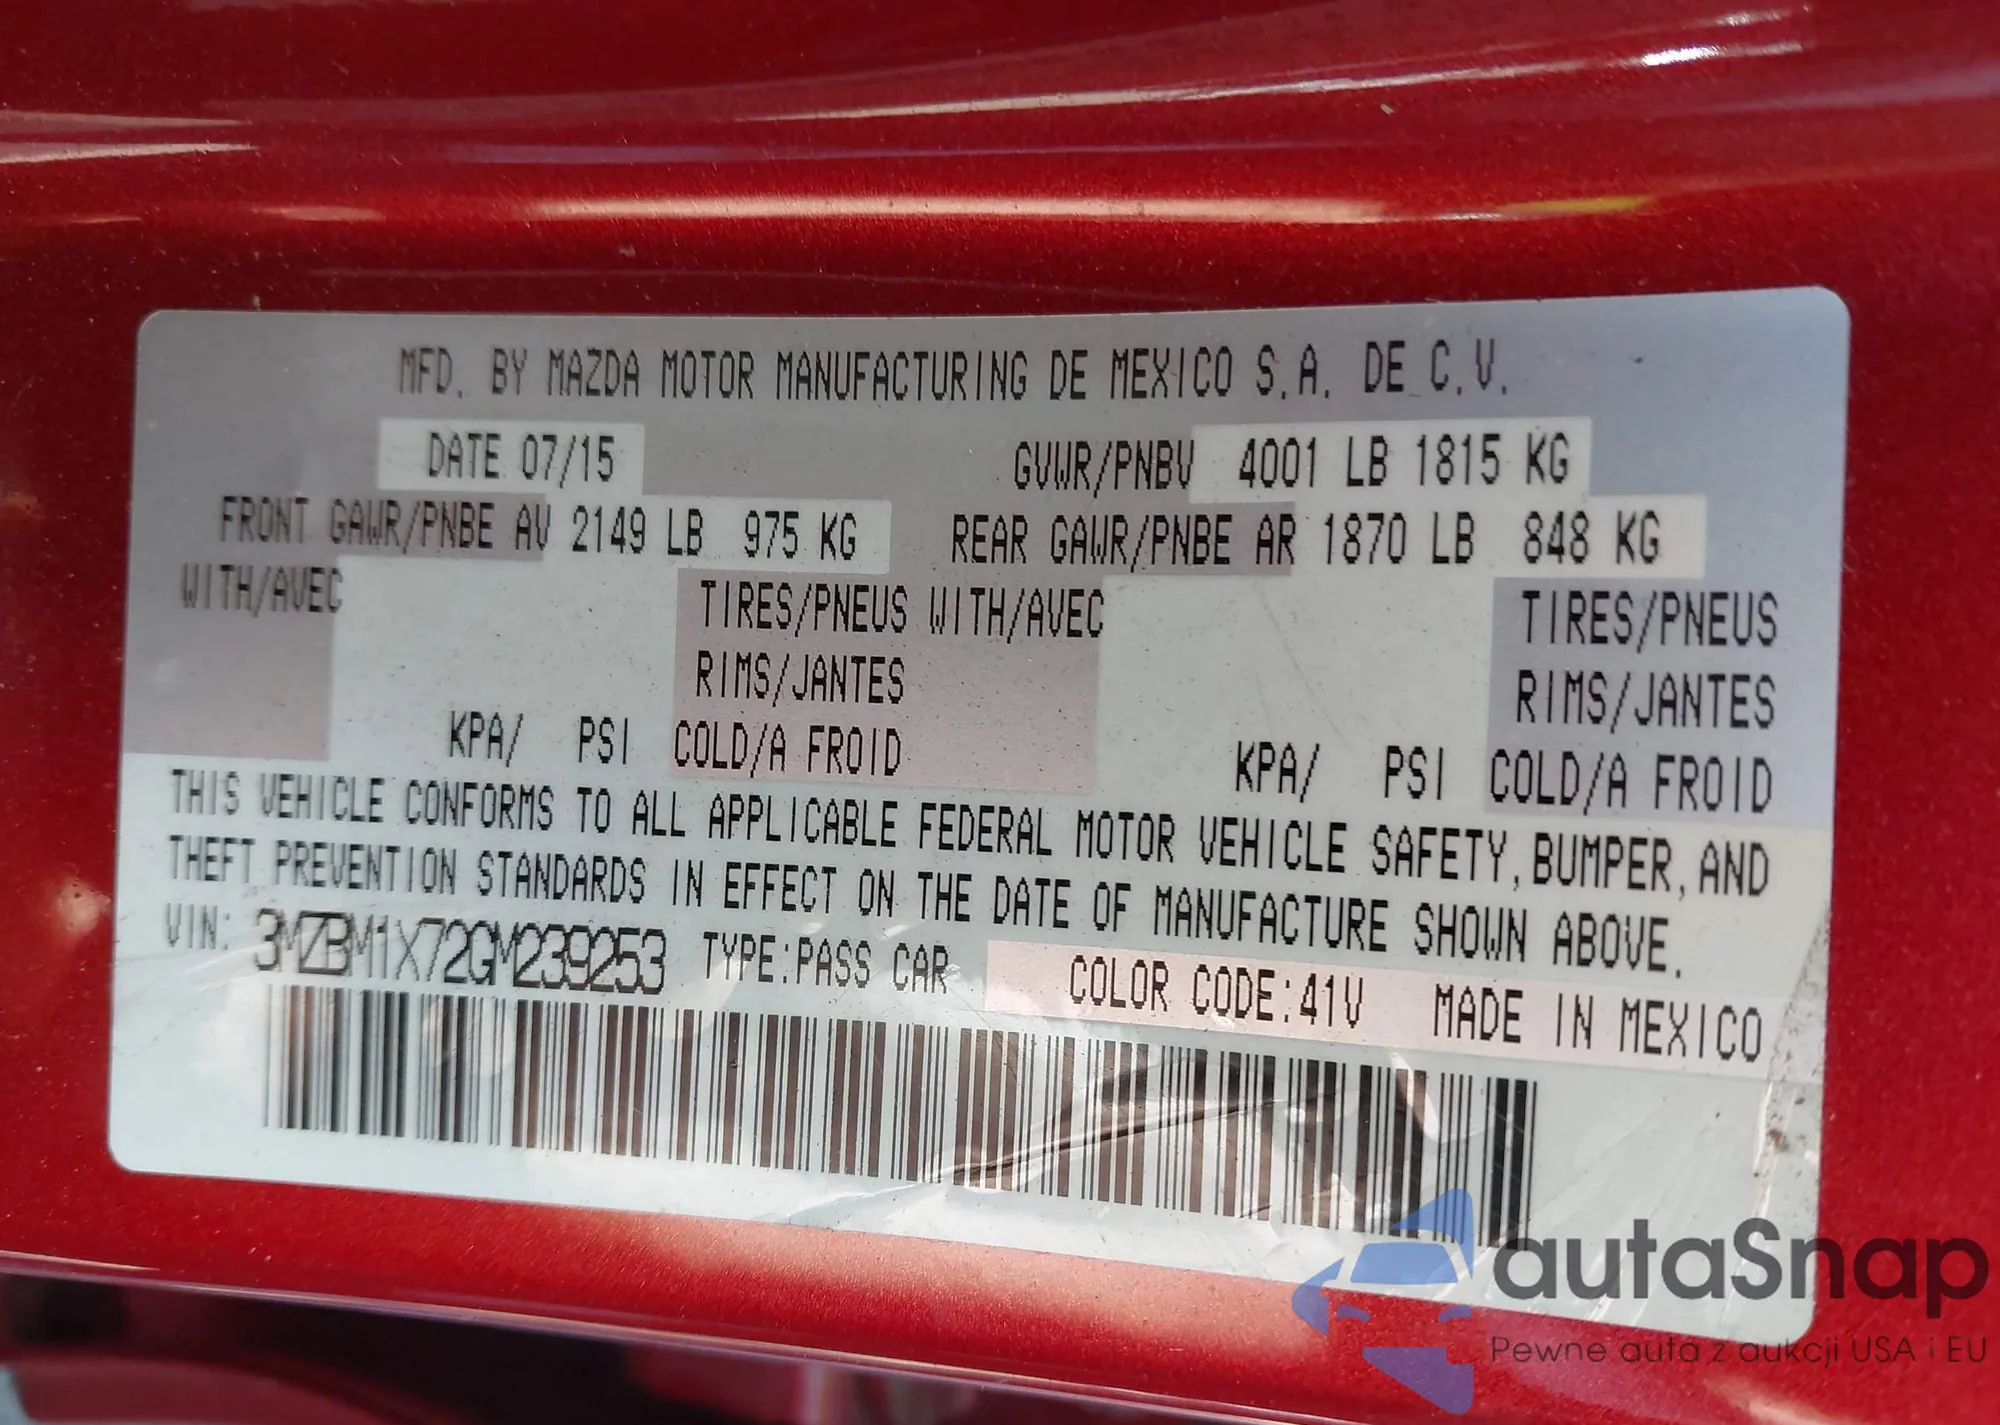 MFD. BY MAZDA MOTOR MANUFACTURING DE MEXICO S.A. DE C.V.
DATE 07/15 GVWR/PNBV 4001 LB 1815 KG
FRONT GAWR/PNBE AV 2149 LB 975 KG REAR GAWR/PNBE AR 1870 LB 848 KG
WITH/AVEC TIRES/PNEUS WITH/AVEC TIRES/PNEUS
RIMS/JANTES RIMS/JANTES
KPA/ PSI COLD/A FROID KPA/ PSI COLD/A FROID
THIS VEHICLE CONFORMS TO ALL APPLICABLE FEDERAL MOTOR VEHICLE SAFETY, BUMPER, AND
THEFT PREVENTION STANDARDS IN EFFECT ON THE DATE OF MANUFACTURE SHOWN ABOVE.
VIN: 3MZBM1X72GM239253 TYPE:PASS CAR COLOR CODE:41V MADE IN MEXICO
autaSnap
Pewne auta z aukcji USA i EU